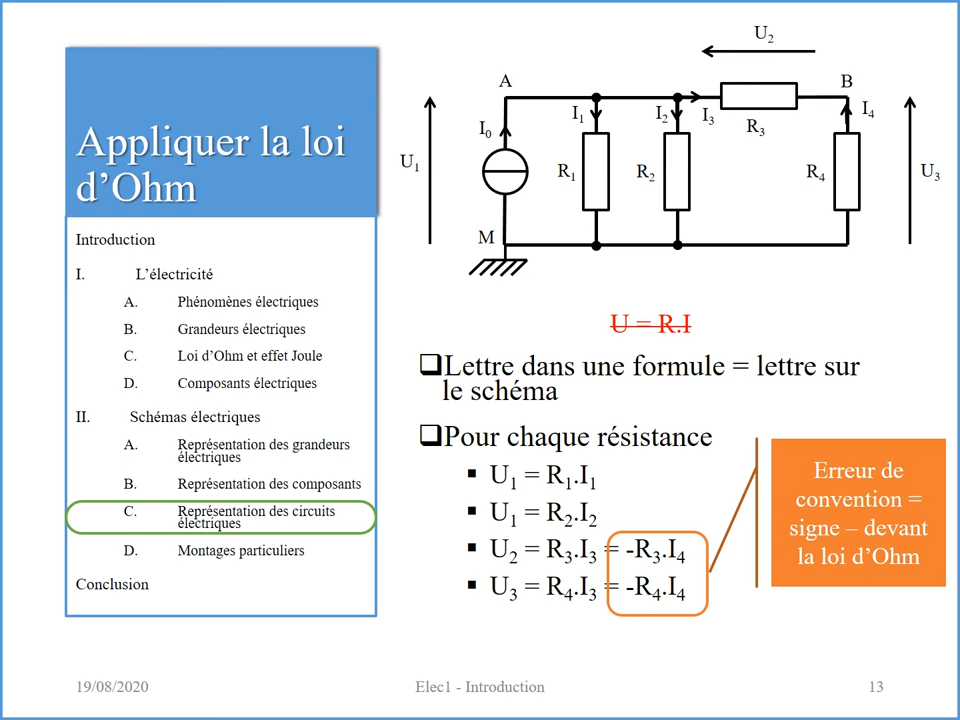 Appliquer la loi
d’Ohm
Introduction
I. L’électricité
A. Phénomènes électriques
B. Grandeurs électriques
C. Loi d’Ohm et effet Joule
D. Composants électriques
II. Schémas électriques
A. Représentation des grandeurs
électriques
B. Représentation des composants
C. Représentation des circuits
électriques
D. Montages particuliers
Conclusion
U₂
A
B
I₀
I₁
I₂
I₃
I₄
R₃
U₁
R₁
R₂
R₄
U₃
M
U = R.I
❑Lettre dans une formule = lettre sur
le schéma
❑Pour chaque résistance
▪ U₁ = R₁.I₁
▪ U₁ = R₂.I₂
▪ U₂ = R₃.I₃ = -R₃.I₄
▪ U₃ = R₄.I₃ = -R₄.I₄
Erreur de
convention =
signe – devant
la loi d’Ohm
19/08/2020
Elec1 - Introduction
13